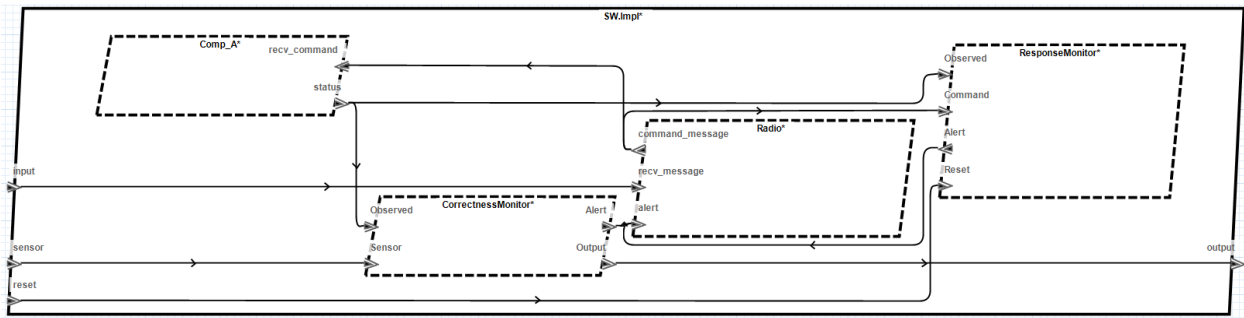 SW.Impl*
Comp_A*
recv_command
status
ResponseMonitor*
Observed
Command
Alert
Reset
Radio*
command_message
recv_message
alert
input
CorrectnessMonitor*
Observed
Alert
Sensor
Output
sensor
reset
output